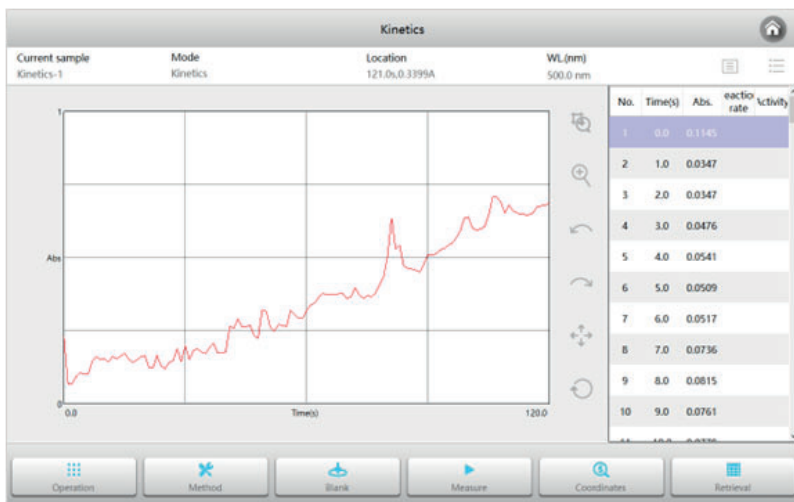 Kinetics
Current sample Mode Location WL.(nm)
Kinetics-1 Kinetics 121.0s,0.3399A 500.0 nm
1
Abs
0
0.0 Time(s) 120.0
No. Time(s) Abs. eactio rate Activity
1 0.0 0.1145
2 1.0 0.0347
3 2.0 0.0347
4 3.0 0.0476
5 4.0 0.0541
6 5.0 0.0509
7 6.0 0.0517
8 7.0 0.0736
9 8.0 0.0815
10 9.0 0.0761
Operation Method Blank Measure Coordinates Retrieval